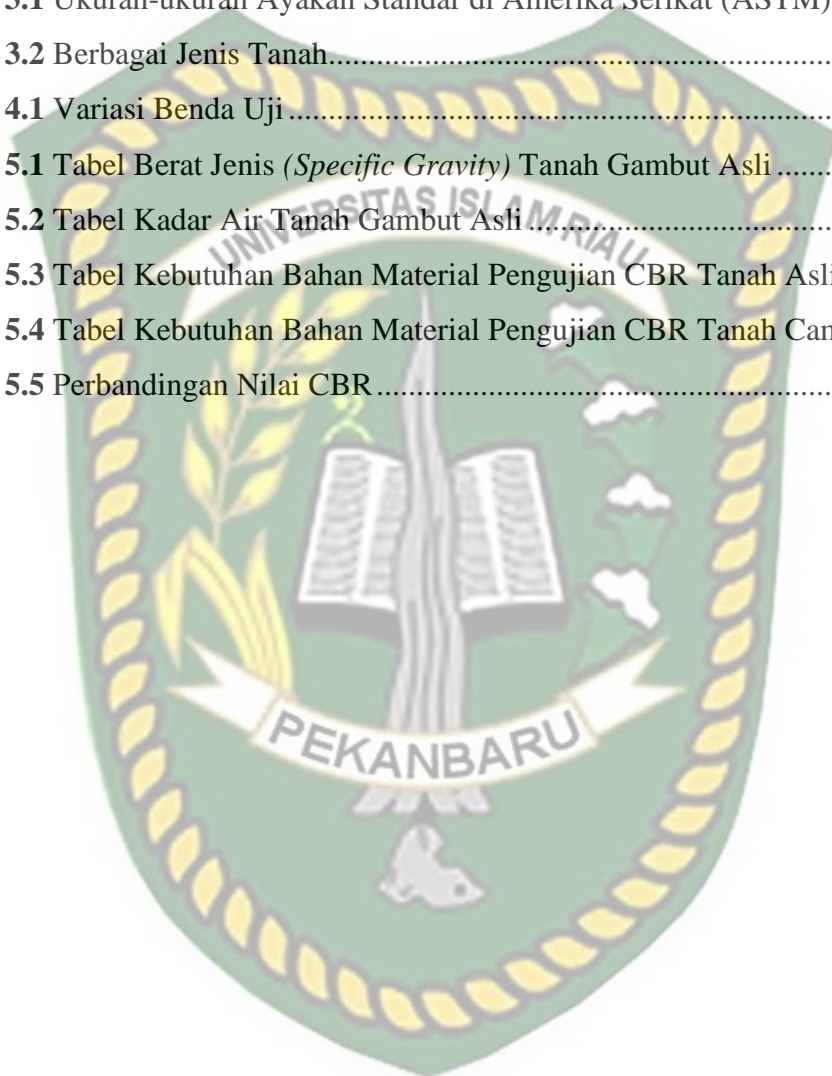 3.1 Ukuran-ukuran Ayakan Standar di Amerika Serikat (ASTM)
3.2 Berbagai Jenis Tanah
4.1 Variasi Benda Uji
5.1 Tabel Berat Jenis (Specific Gravity) Tanah Gambut Asli
5.2 Tabel Kadar Air Tanah Gambut Asli
UNIVERSITAS ISLAM RIAU
5.3 Tabel Kebutuhan Bahan Material Pengujian CBR Tanah Asli
5.4 Tabel Kebutuhan Bahan Material Pengujian CBR Tanah
5.5 Perbandingan Nilai CBR
PEKANBARU